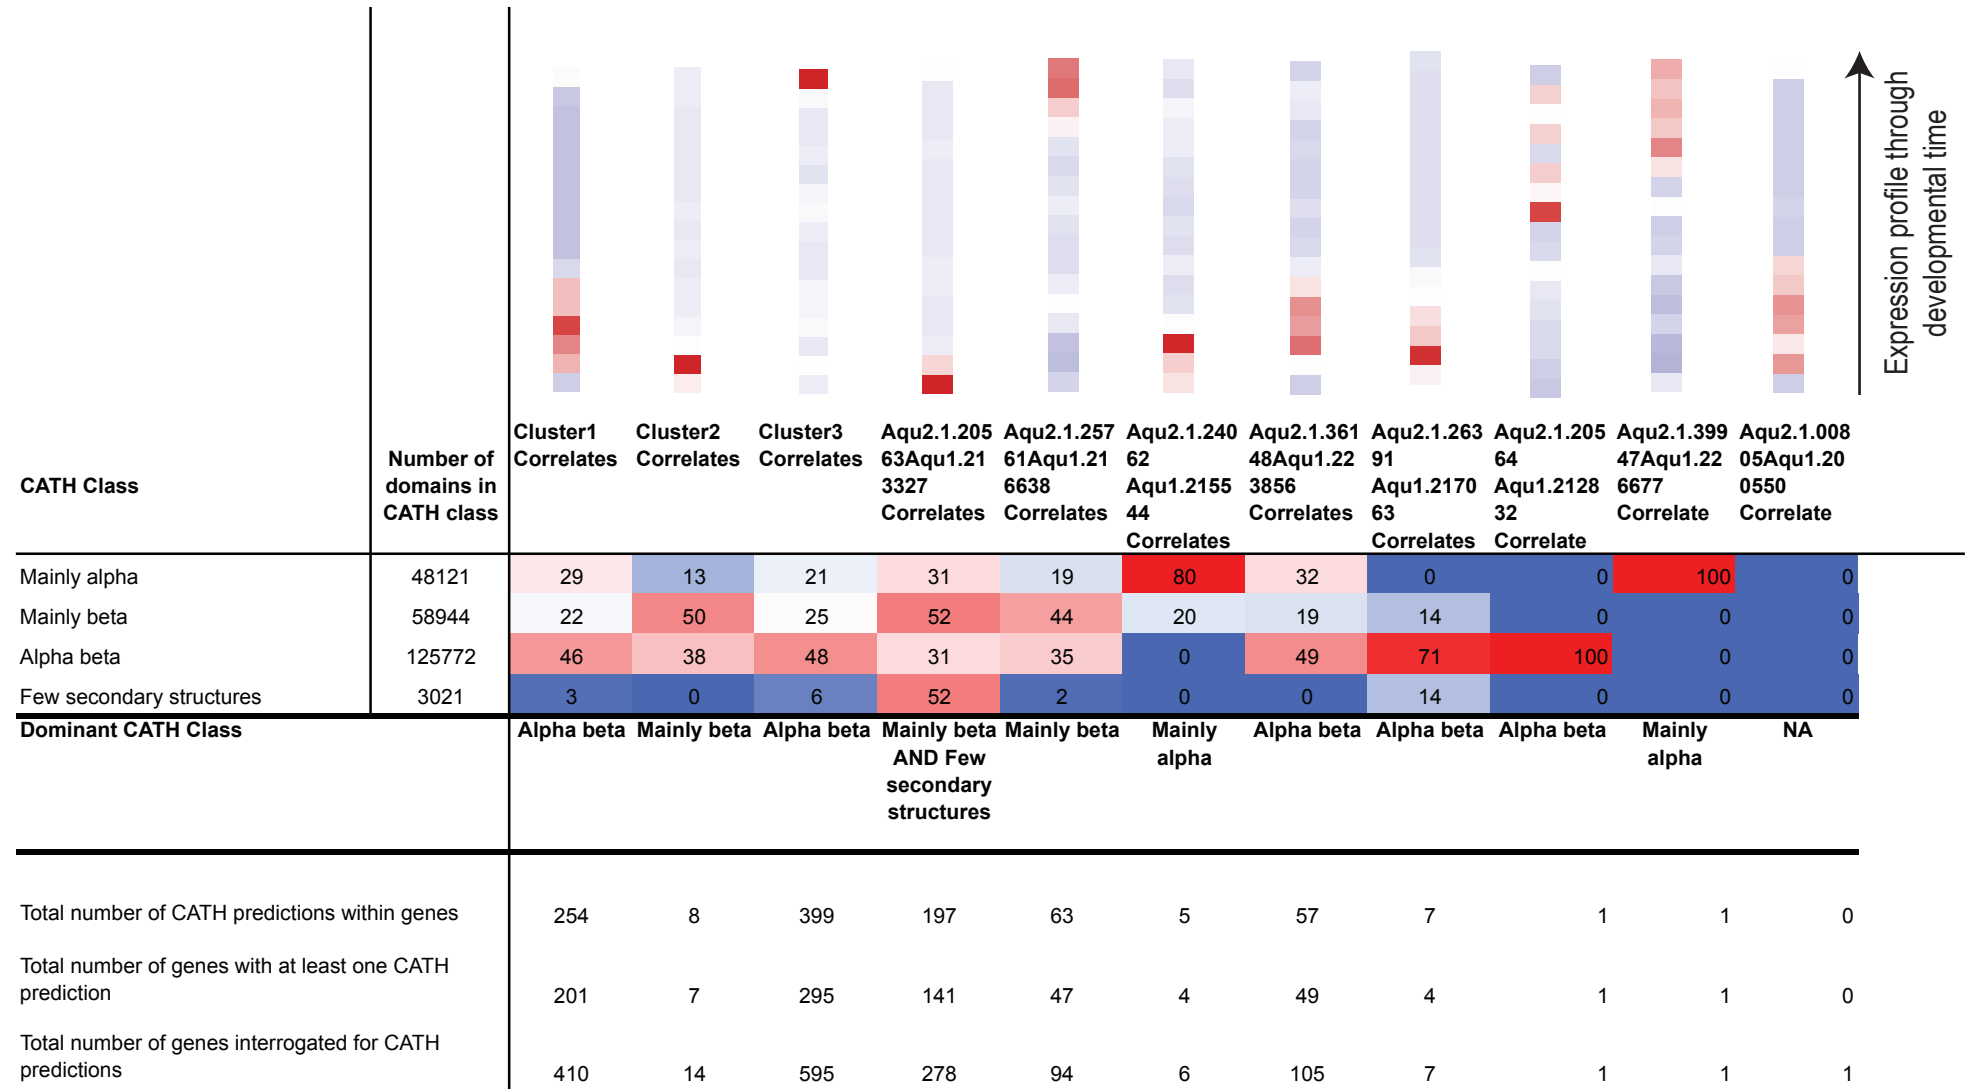 Expression profile through
developmental time
CATH Class
Number of
domains in
CATH class
Cluster1
Correlates
Cluster2
Correlates
Cluster3
Correlates
Aqu2.1.205
63Aqu1.21
3327
Correlates
Aqu2.1.257
61Aqu1.21
6638
Correlates
Aqu2.1.240
62
Aqu1.2155
44
Correlates
Aqu2.1.361
48Aqu1.22
3856
Correlates
Aqu2.1.263
91
Aqu1.2170
63
Correlates
Aqu2.1.205
64
Aqu1.2128
32
Correlate
Aqu2.1.399
47Aqu1.22
6677
Correlate
Aqu2.1.008
05Aqu1.20
0550
Correlate
Mainly alpha 48121 29 13 21 31 19 80 32 0 0 100 0
Mainly beta 58944 22 50 25 52 44 20 19 14 0 0 0
Alpha beta 125772 46 38 48 31 35 0 49 71 100 0 0
Few secondary structures 3021 3 0 6 52 2 0 0 14 0 0 0
Dominant CATH Class
Alpha beta
Mainly beta
Alpha beta
Mainly beta
AND Few
secondary
structures
Mainly beta
Mainly
alpha
Alpha beta
Alpha beta
Alpha beta
Mainly
alpha
NA
Total number of CATH predictions within genes 254 8 399 197 63 5 57 7 1 1 0
Total number of genes with at least one CATH
prediction 201 7 295 141 47 4 49 4 1 1 0
Total number of genes interrogated for CATH
predictions 410 14 595 278 94 6 105 7 1 1 1